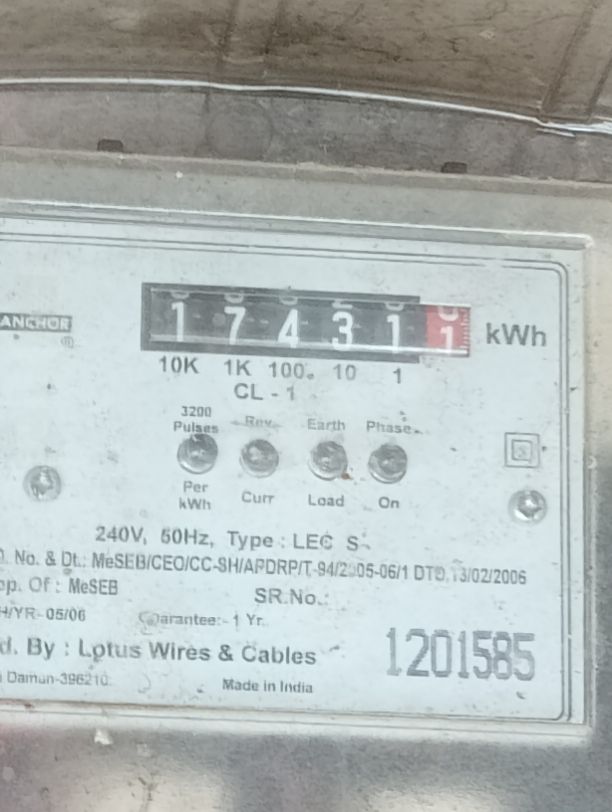 ANCHOR
1 7 4 3 1 1 kWh
10K 1K 100 10 1
CL - 1
3200
Pulses Rev. Earth Phase
Per
kWh Curr Load On
S
240V, 50Hz, Type : LEC S
No. & Dt.: MeSEB/CEO/CC-SH/APDRP/T-94/2005-06/1 DTD.13/02/2006
op. Of : MeSEB SR.No.:
H/YR-05/06 Guarantee:- 1 Yr.
d. By : Lotus Wires & Cables
1201585
Daman-396210. Made in India